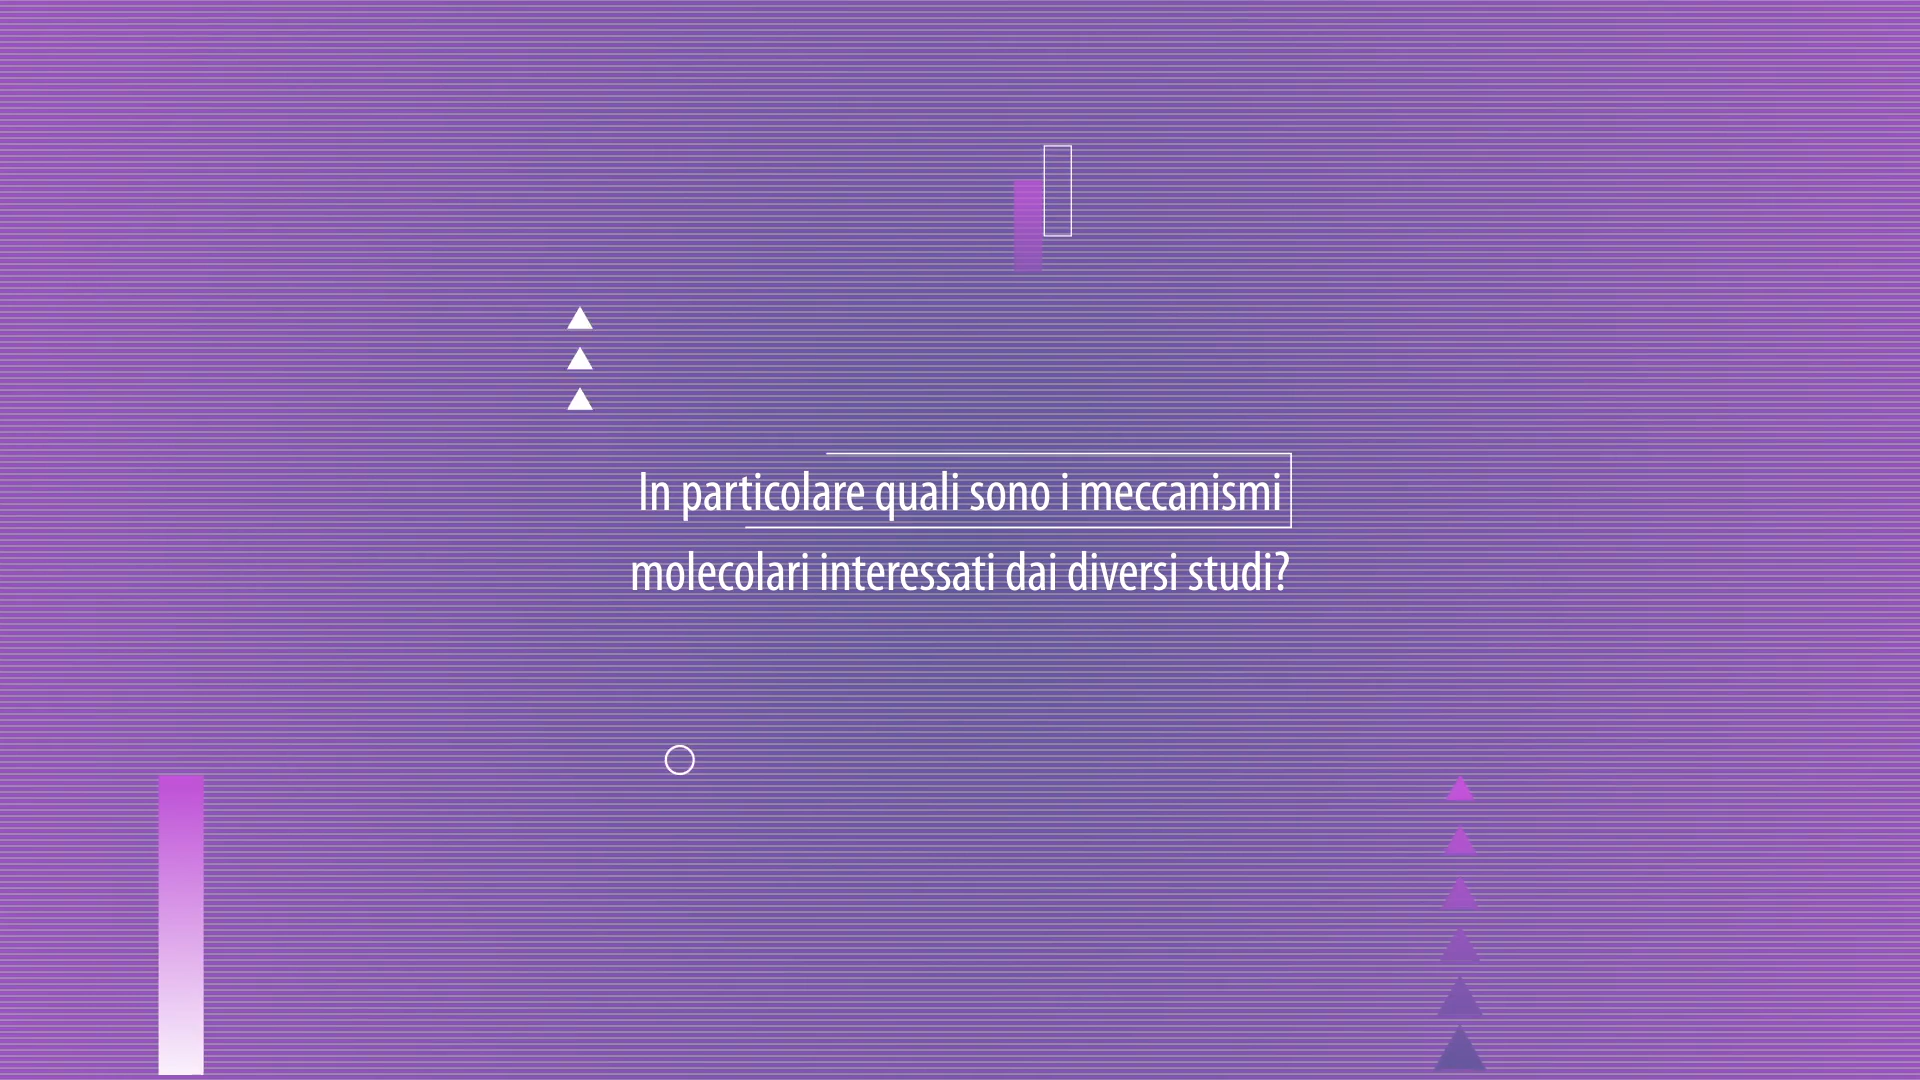 In particolare quali sono i meccanismi
molecolari interessati dai diversi studi?